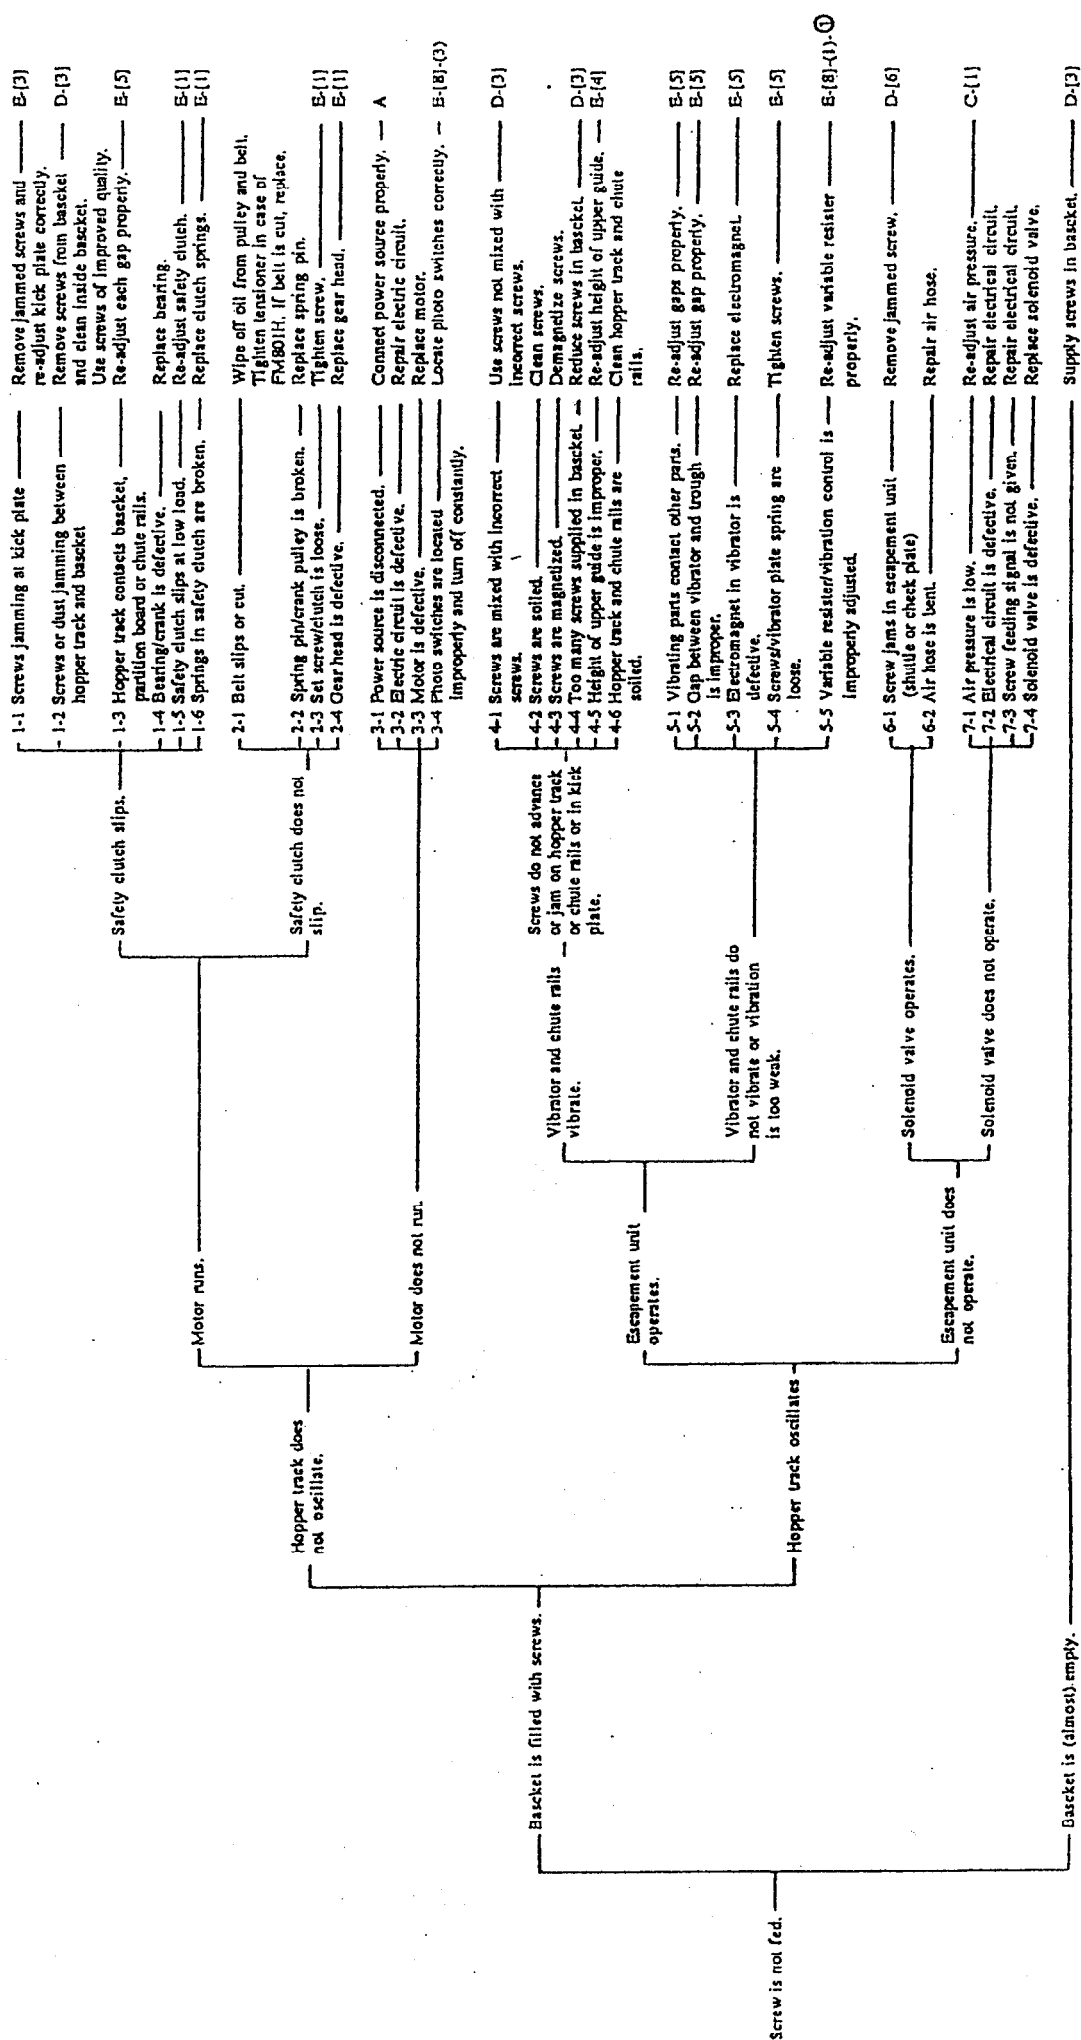 Screw is not fed.
Bascket is filled with screws.
Bascket is (almost) empty.
Hopper track does
not oscillate.
Hopper track oscillates
Motor runs.
Motor does not run.
Escapement unit
operates.
Escapement unit does
not operate.
Safety clutch slips.
Safety clutch does not
slip.
Vibrator and chute rails
vibrate.
Vibrator and chute rails do
not vibrate or vibration
is too weak.
Solenoid valve operates.
Solenoid valve does not operate.
Screws do not advance
or jam on hopper track
or chute rails or in kick
plate.
1-1 Screws jamming at kick plate
1-2 Screws or dust jamming between
hopper track and bascket
1-3 Hopper track contacts bascket,
partition board or chute rails.
1-4 Bearing/crank is defective.
1-5 Safety clutch slips at low load.
1-6 Springs in safety clutch are broken.
2-1 Belt slips or cut.
2-2 Spring pin/crank pulley is broken.
2-3 Set screw/clutch is loose.
2-4 Gear head is defective.
3-1 Power source is disconnected.
3-2 Electric circuit is defective.
3-3 Motor is defective.
3-4 Photo switches are located
improperly and turn off constantly.
4-1 Screws are mixed with incorrect
screws.
4-2 Screws are soiled.
4-3 Screws are magnetized.
4-4 Too many screws supplied in bascket.
4-5 Height of upper guide is improper.
4-6 Hopper track and chute rails are
soiled.
5-1 Vibrating parts contact other parts.
5-2 Gap between vibrator and trough
is improper.
5-3 Electromagnet in vibrator is
defective.
5-4 Screws/vibrator plate spring are
loose.
5-5 Variable resister/vibration control is
improperly adjusted.
6-1 Screw jams in escapement unit
(shuttle or check plate)
6-2 Air hose is bent.
7-1 Air pressure is low.
7-2 Electrical circuit is defective.
7-3 Screw feeding signal is not given.
7-4 Solenoid valve is defective.
Remove jammed screws and E-[3]
re-adjust kick plate correctly.
Remove screws from bascket D-[3]
and clean inside bascket.
Use screws of improved quality.
Re-adjust each gap properly. E-[5]
Replace bearing.
Re-adjust safety clutch. E-[1]
Replace clutch springs. E-[1]
Wipe off oil from pulley and belt.
Tighten tensioner in case of
FM801H. If belt is cut, replace.
Replace spring pin.
Tighten screw. E-[1]
Replace gear head. E-[1]
Connect power source properly. A
Repair electric circuit.
Replace motor.
Locate photo switches correctly. E-[8]-(3)
Use screws not mixed with D-[3]
incorrect screws.
Clean screws.
Demagnetize screws.
Reduce screws in bascket. D-[3]
Re-adjust height of upper guide. E-[4]
Clean hopper track and chute
rails.
Re-adjust gaps properly. E-[5]
Re-adjust gap properly. E-[5]
Replace electromagnet. E-[5]
Tighten screws. E-[5]
Re-adjust variable resister E-[8]-(1)-①
properly.
Remove jammed screw. D-[6]
Repair air hose.
Re-adjust air pressure. C-[1]
Repair electrical circuit.
Repair electrical circuit.
Replace solenoid valve.
Supply screws in bascket. D-[3]